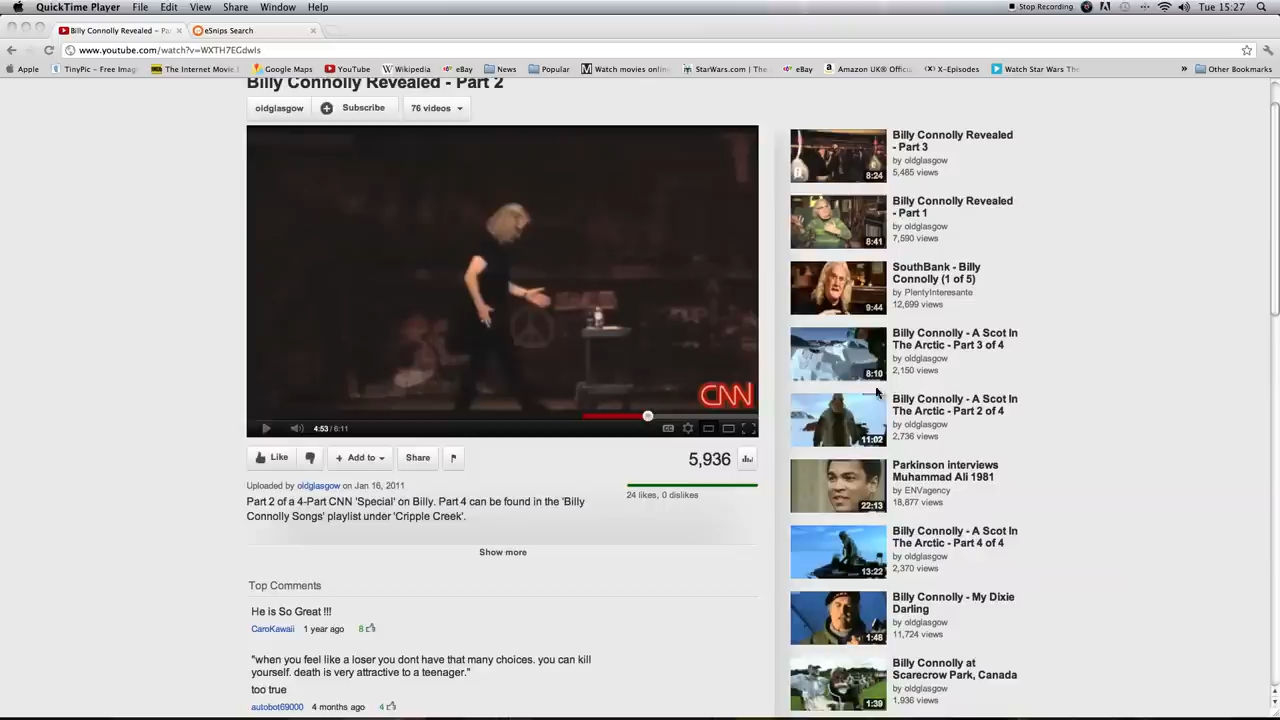 QuickTime Player File Edit View Share Window Help Stop Recording Tue 15:27
Billy Connolly Revealed – Pa
eSnips Search
www.youtube.com/watch?v=WXTH7EGdwIs
Apple TinyPic – Free Imag The Internet Movie Google Maps YouTube Wikipedia eBay News Popular Watch movies onlin StarWars.com | The eBay Amazon UK® Offici X–Episodes Watch Star Wars The » Other Bookmarks
Billy Connolly Revealed - Part 2
oldglasgow Subscribe 76 videos
CNN
4:53 / 6:11
Like Add to Share 5,936
Uploaded by oldglasgow on Jan 16, 2011
24 likes, 0 dislikes
Part 2 of a 4-Part CNN 'Special' on Billy. Part 4 can be found in the 'Billy
Connolly Songs' playlist under 'Cripple Creek'.
Show more
Top Comments
He is So Great !!!
CaroKawaii 1 year ago 8
"when you feel like a loser you dont have that many choices. you can kill
yourself. death is very attractive to a teenager."
too true
autobot69000 4 months ago 4
Billy Connolly Revealed
- Part 3
by oldglasgow
5,485 views
8:24
Billy Connolly Revealed
- Part 1
by oldglasgow
7,590 views
8:41
SouthBank - Billy
Connolly (1 of 5)
by PlentyInteresante
12,699 views
9:44
Billy Connolly - A Scot In
The Arctic - Part 3 of 4
by oldglasgow
2,150 views
8:10
Billy Connolly - A Scot In
The Arctic - Part 2 of 4
by oldglasgow
2,736 views
11:02
Parkinson interviews
Muhammad Ali 1981
by ENVagency
18,877 views
22:13
Billy Connolly - A Scot In
The Arctic - Part 4 of 4
by oldglasgow
2,370 views
13:22
Billy Connolly - My Dixie
Darling
by oldglasgow
11,724 views
1:48
Billy Connolly at
Scarecrow Park, Canada
by oldglasgow
1,936 views
1:39